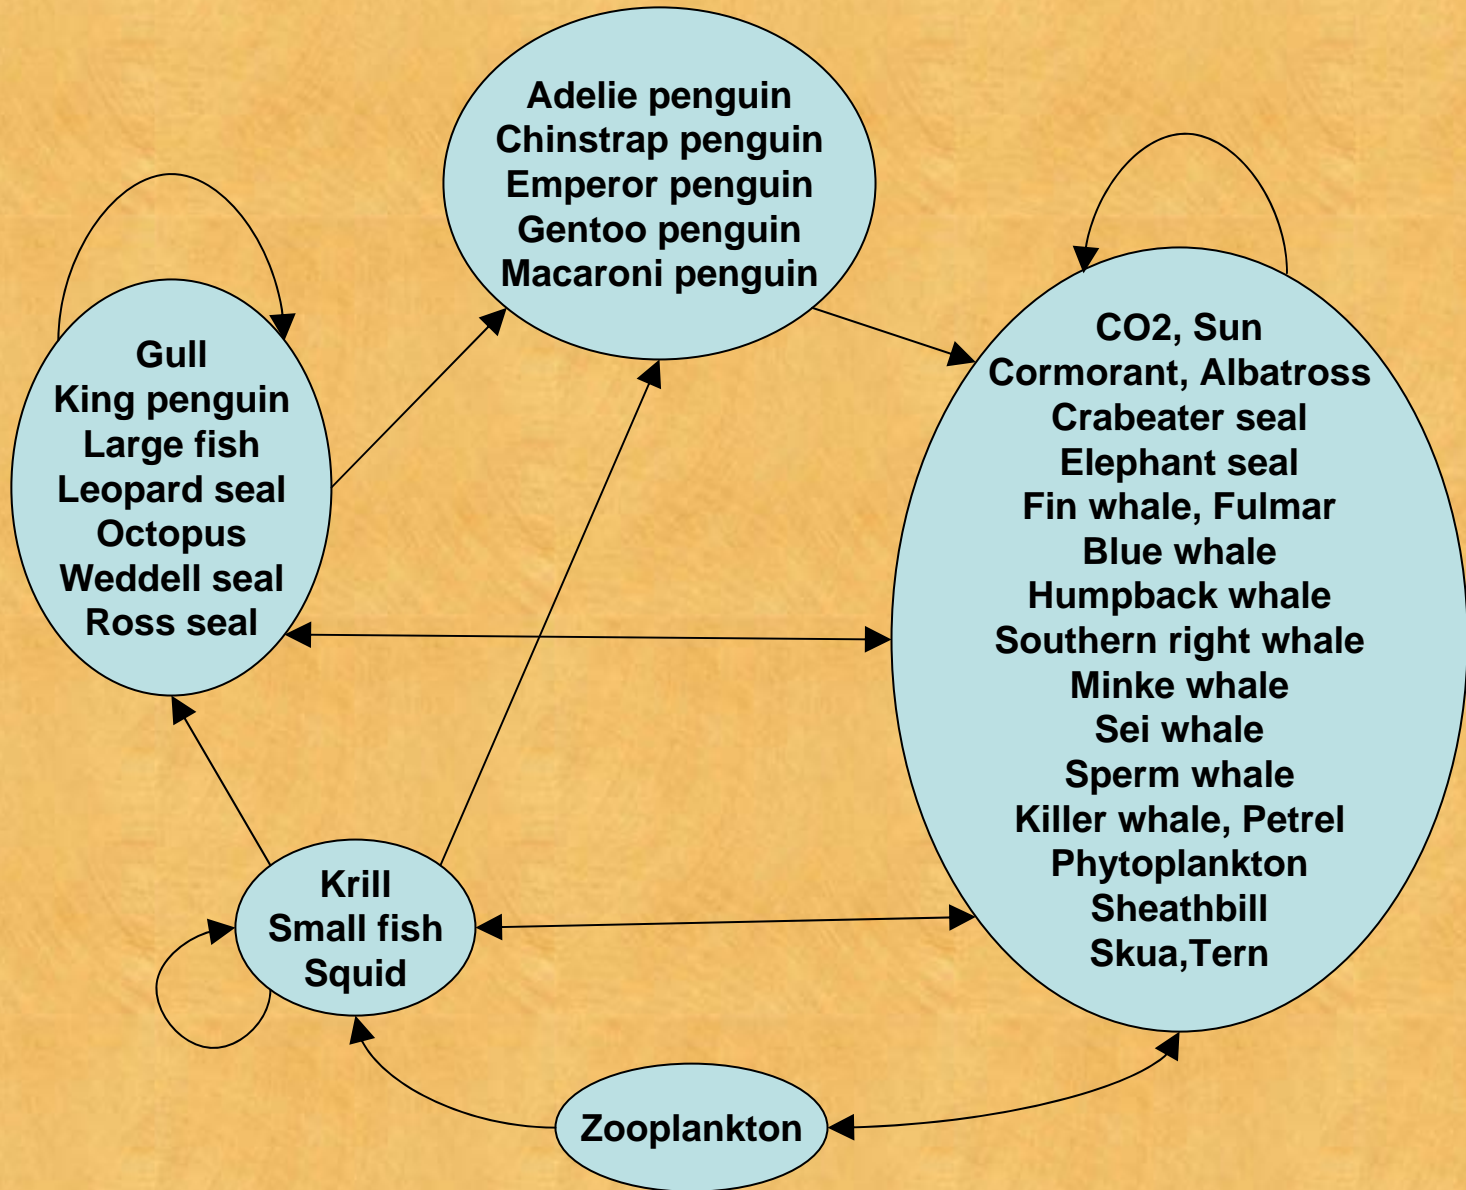 Adelie penguin
Chinstrap penguin
Emperor penguin
Gentoo penguin
Macaroni penguin
Gull
King penguin
Large fish
Leopard seal
Octopus
Weddell seal
Ross seal
CO2, Sun
Cormorant, Albatross
Crabeater seal
Elephant seal
Fin whale, Fulmar
Blue whale
Humpback whale
Southern right whale
Minke whale
Sei whale
Sperm whale
Killer whale, Petrel
Phytoplankton
Sheathbill
Skua,Tern
Krill
Small fish
Squid
Zooplankton